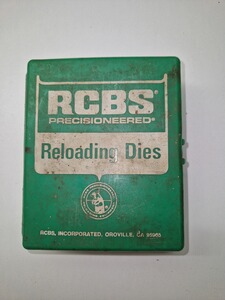 RCBS®
PRECISIONEERED®
Reloading Dies
RCBS, INCORPORATED, OROVILLE, CA 95965